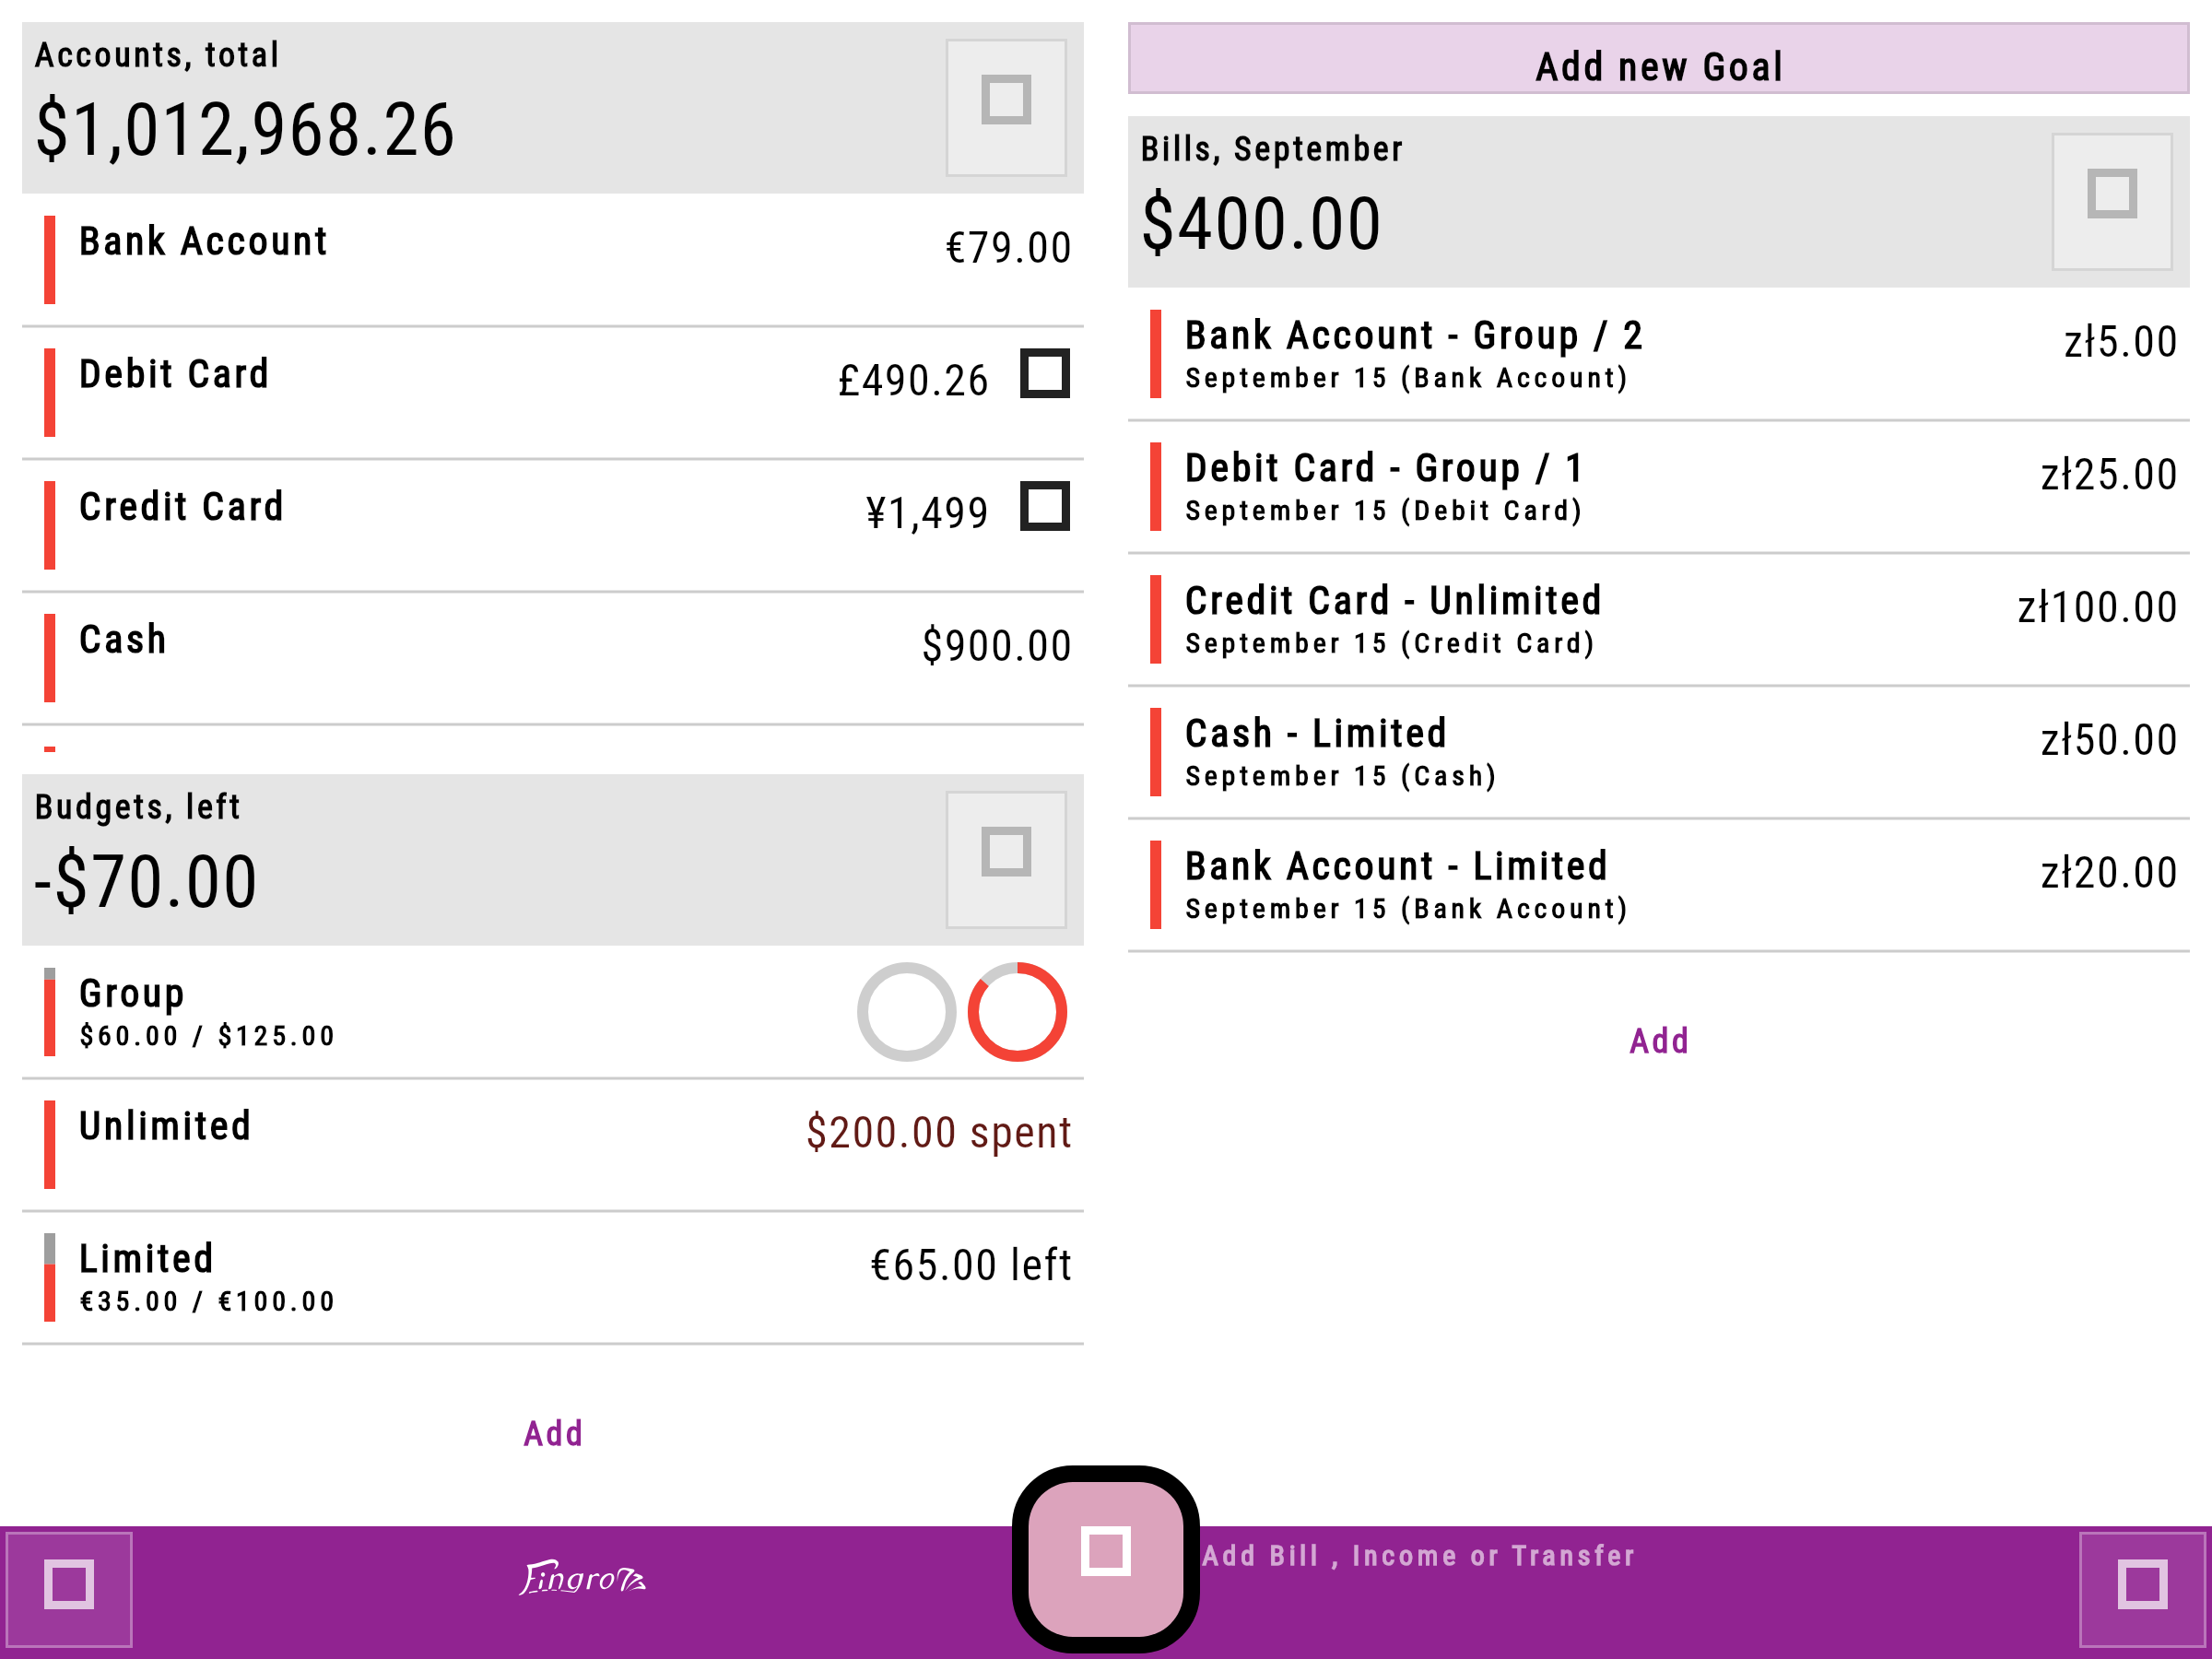 Accounts, total
$1,012,968.26
Bank Account
€79.00
Debit Card
£490.26
Credit Card
¥1,499
Cash
$900.00
Budgets, left
-$70.00
Group
$60.00 / $125.00
Unlimited
$200.00 spent
Limited
€35.00 / €100.00
€65.00 left
Add
Add new Goal
Bills, September
$400.00
Bank Account - Group / 2
September 15 (Bank Account)
zł5.00
Debit Card - Group / 1
September 15 (Debit Card)
zł25.00
Credit Card - Unlimited
September 15 (Credit Card)
zł100.00
Cash - Limited
September 15 (Cash)
zł50.00
Bank Account - Limited
September 15 (Bank Account)
zł20.00
Add
Fingro
Add Bill , Income or Transfer